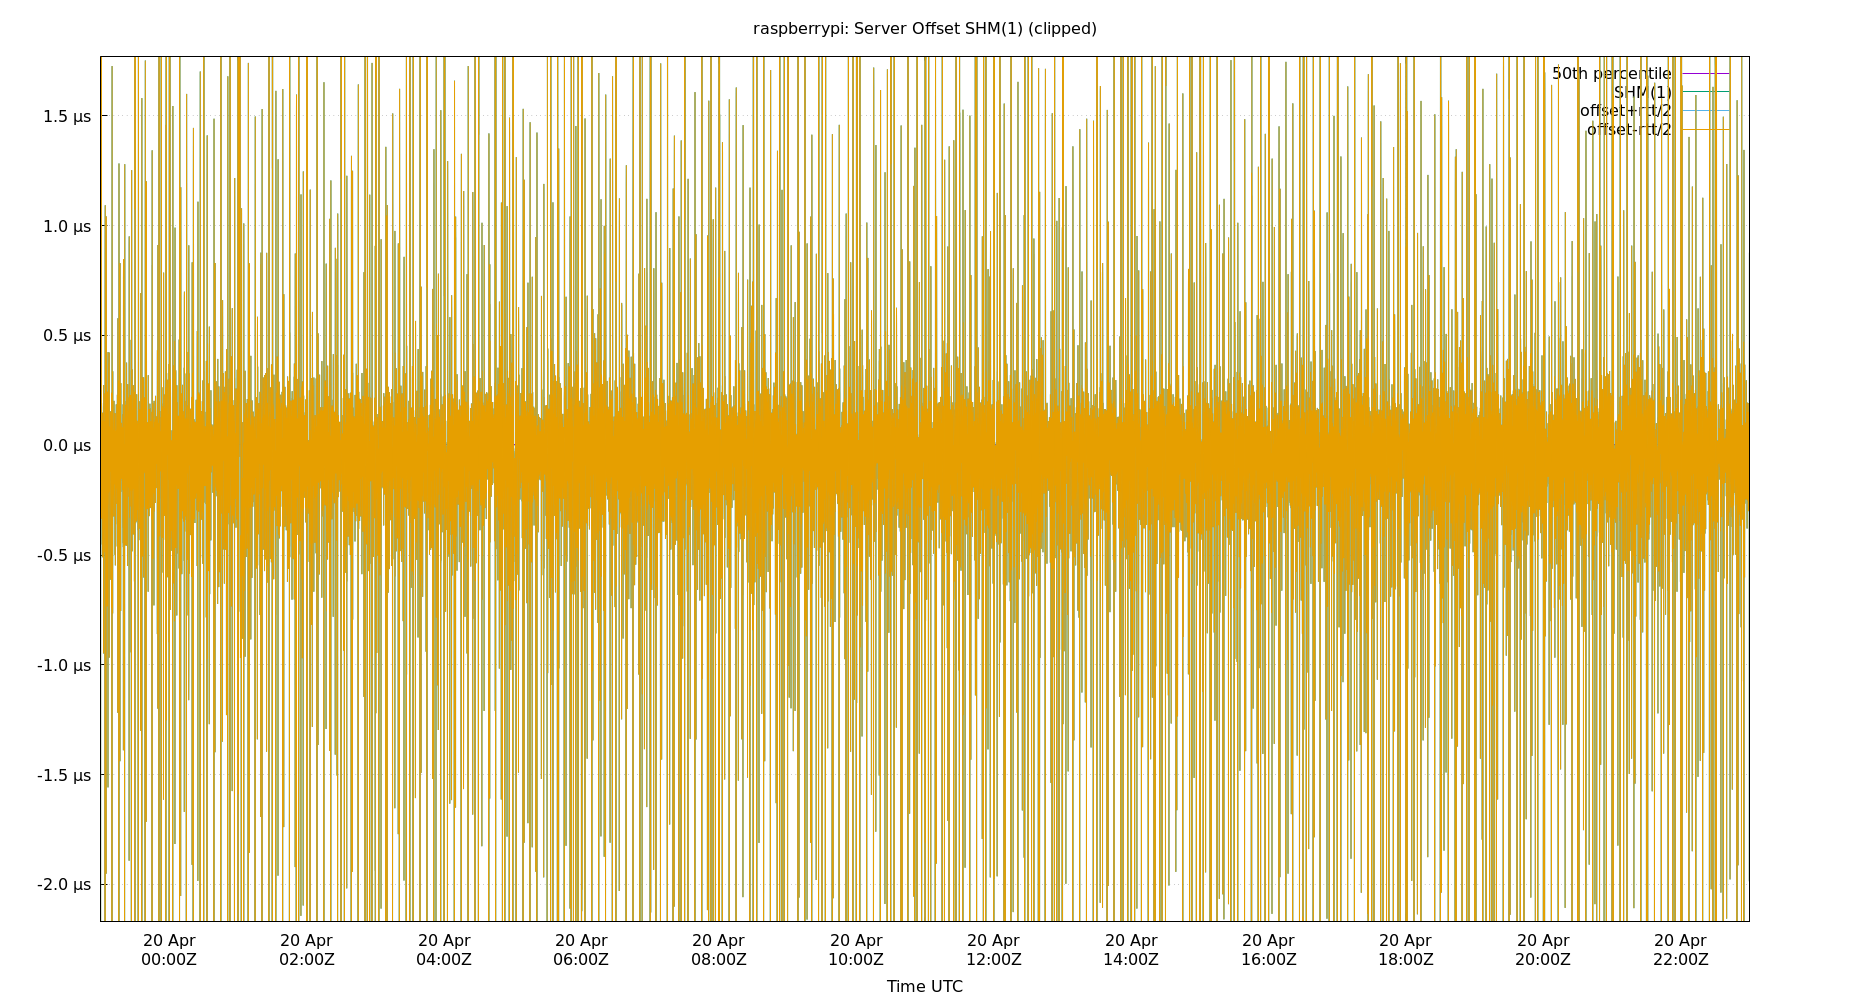 raspberrypi: Server Offset SHM(1) (clipped)
50th percentile
SHM(1)
offset+rtt/2
offset-rtt/2
1.5 µs
1.0 µs
0.5 µs
0.0 µs
-0.5 µs
-1.0 µs
-1.5 µs
-2.0 µs
20 Apr 20 Apr 20 Apr 20 Apr 20 Apr 20 Apr 20 Apr 20 Apr 20 Apr 20 Apr 20 Apr 20 Apr
00:00Z 02:00Z 04:00Z 06:00Z 08:00Z 10:00Z 12:00Z 14:00Z 16:00Z 18:00Z 20:00Z 22:00Z
Time UTC